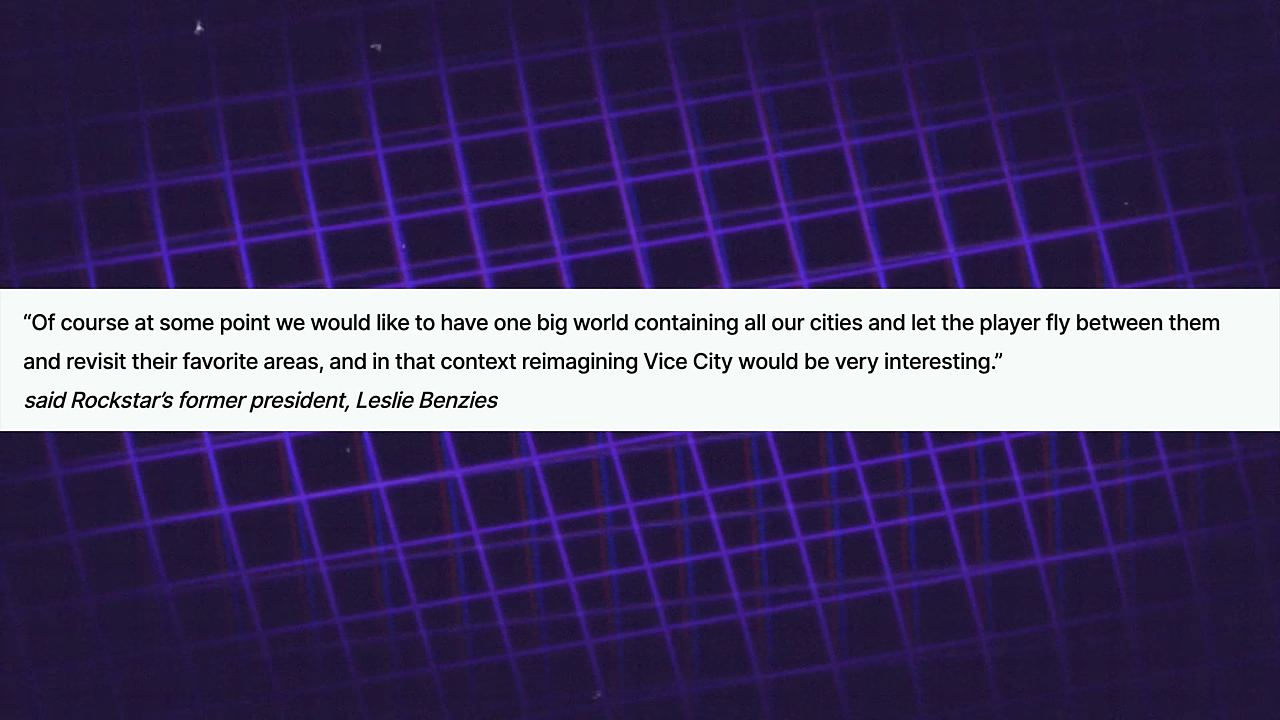 “Of course at some point we would like to have one big world containing all our cities and let the player fly between them
and revisit their favorite areas, and in that context reimagining Vice City would be very interesting.”
said Rockstar’s former president, Leslie Benzies